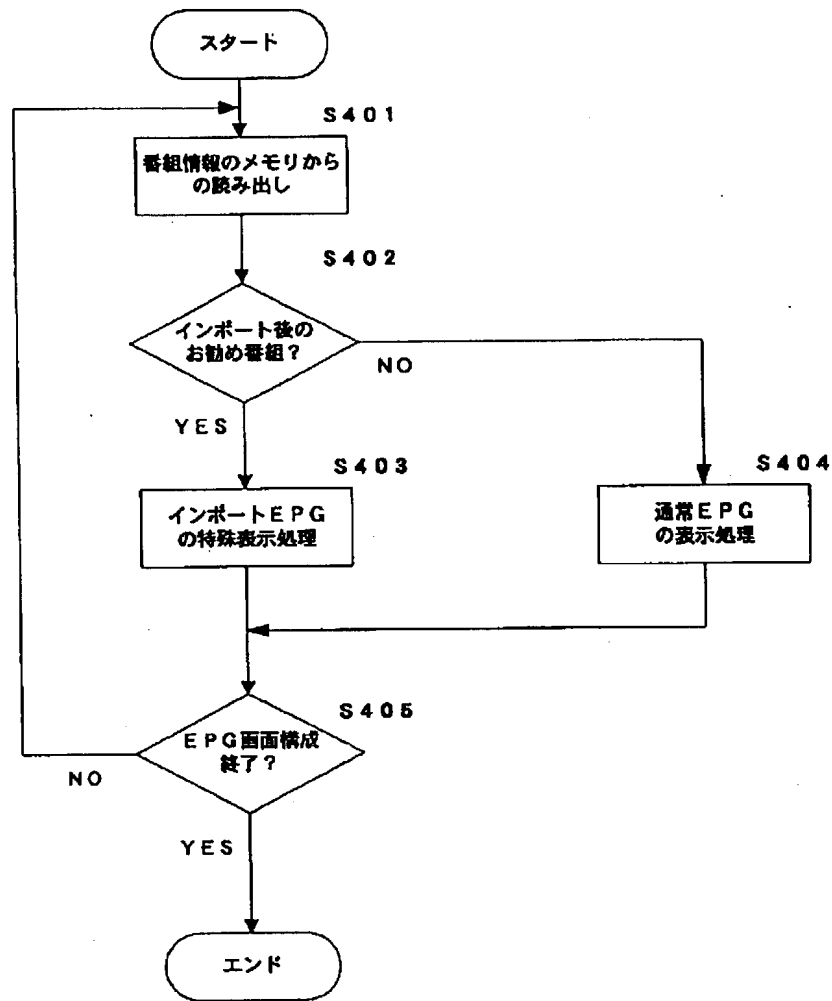 スタート
S401
番組情報のメモリから
の読み出し
S402
インポート後の
お勧め番組？
NO
YES
S403
インポートEPG
の特殊表示処理
S404
通常EPG
の表示処理
S405
EPG画面構成
終了？
NO
YES
エンド